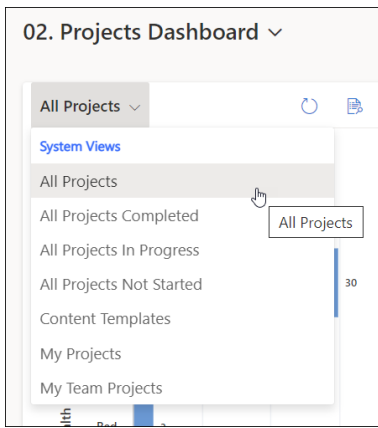 02. Projects Dashboard
All Projects
System Views
All Projects
All Projects Completed
All Projects
All Projects In Progress
All Projects Not Started
30
Content Templates
My Projects
My Team Projects